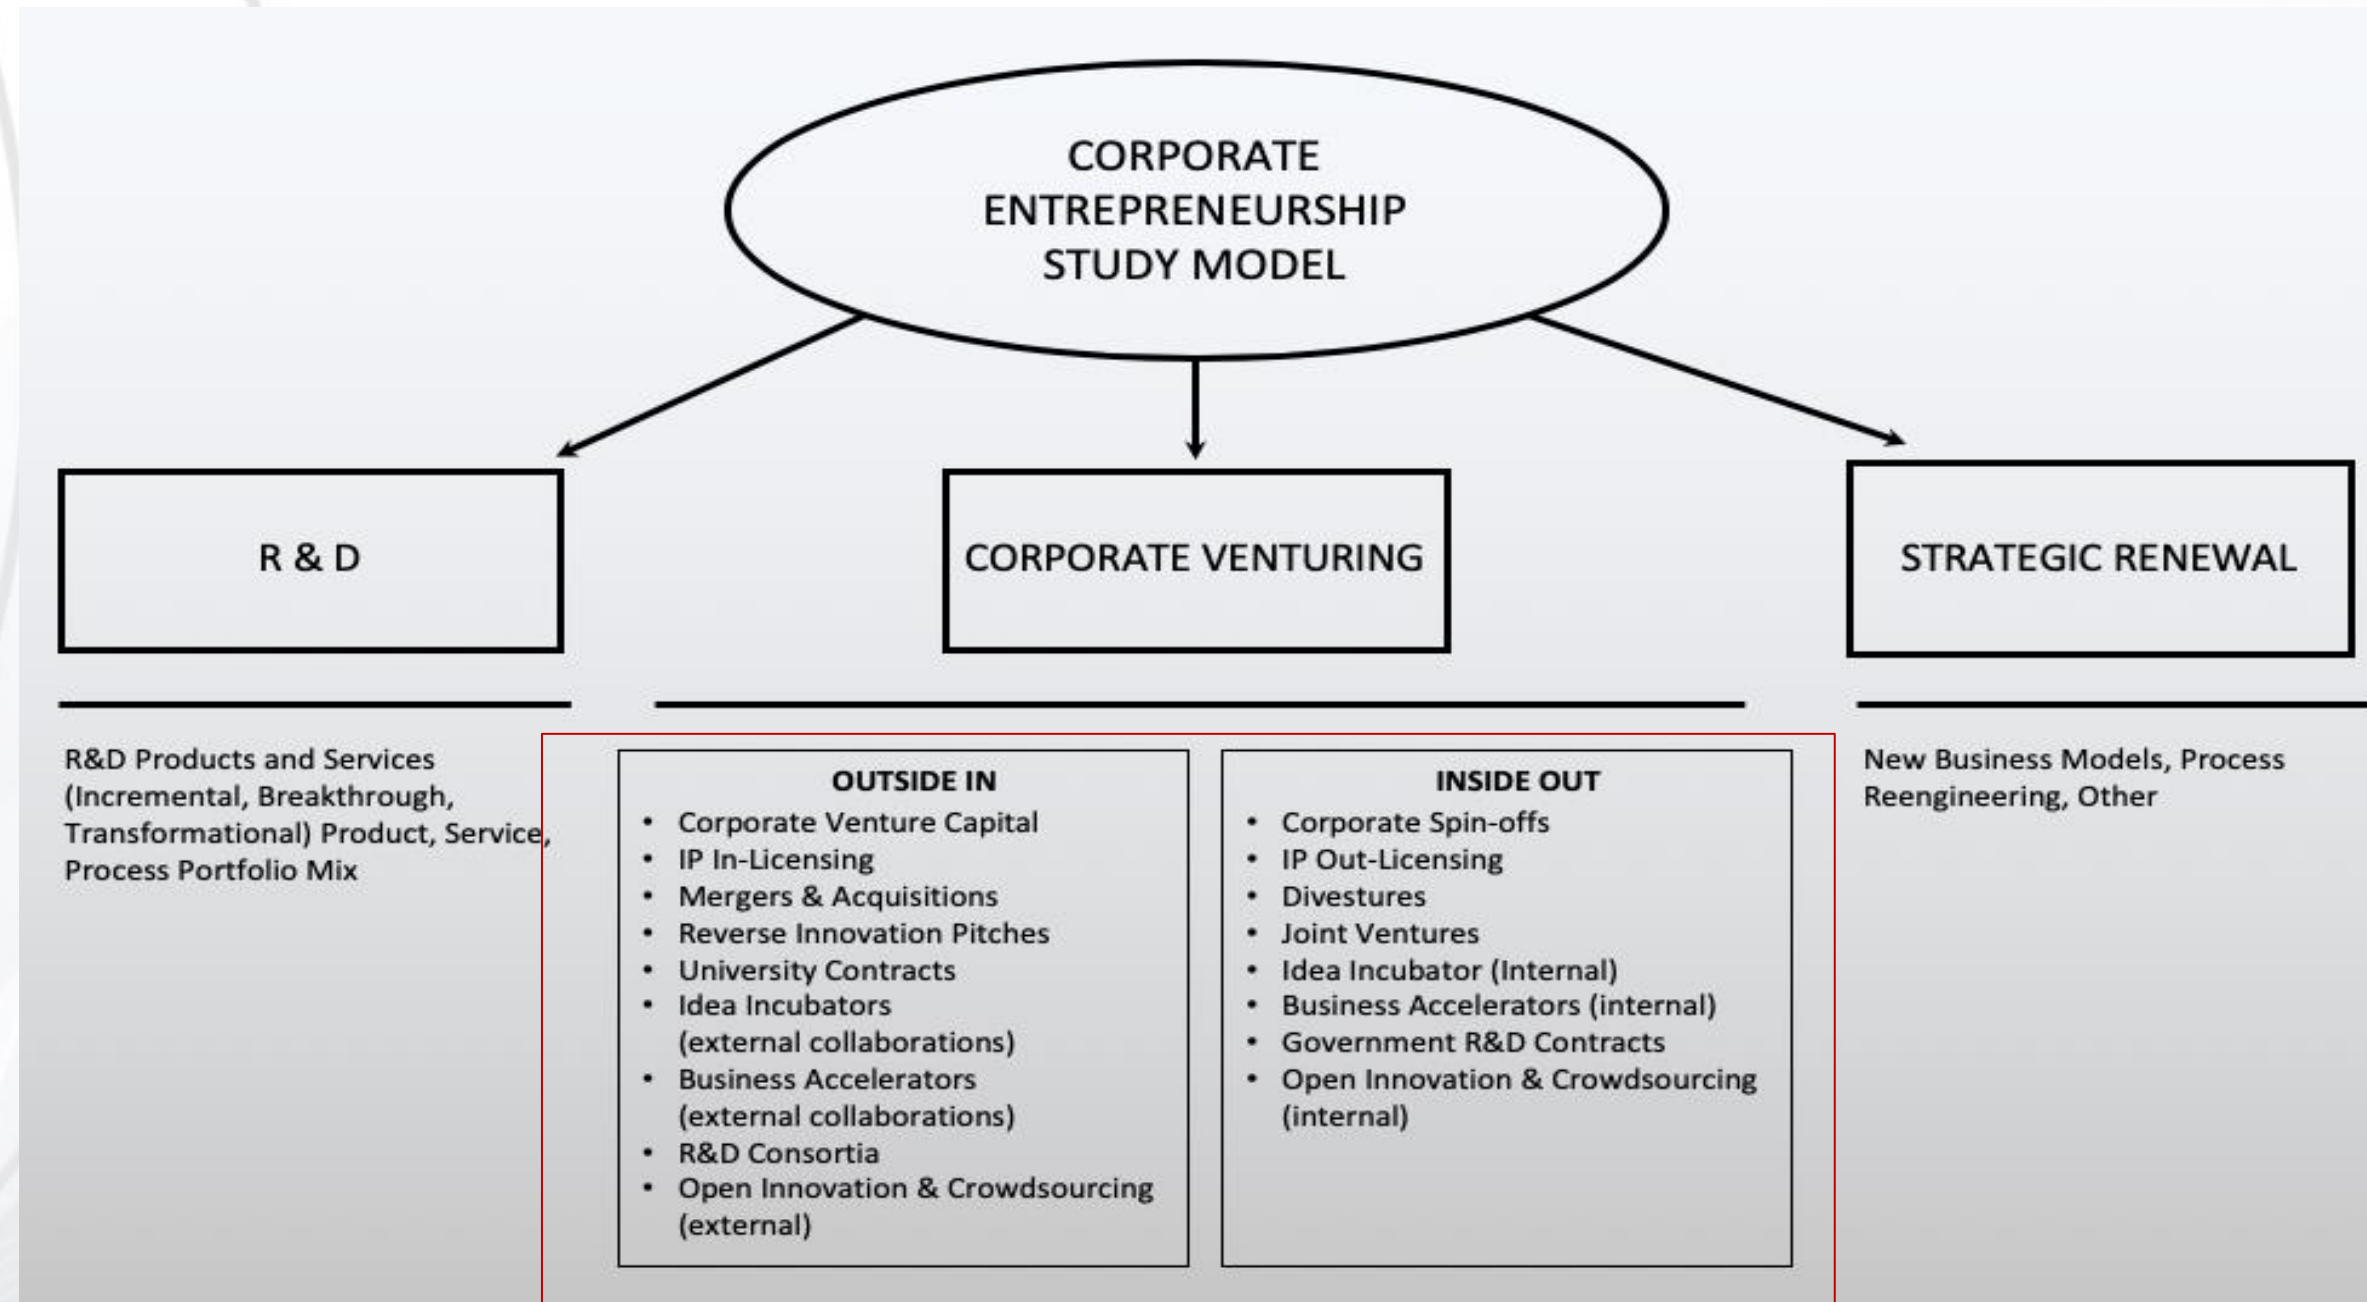 CORPORATE
ENTREPRENEURSHIP
STUDY MODEL
R & D
CORPORATE VENTURING
STRATEGIC RENEWAL
R&D Products and Services
(Incremental, Breakthrough,
Transformational) Product, Service,
Process Portfolio Mix
OUTSIDE IN
• Corporate Venture Capital
• IP In-Licensing
• Mergers & Acquisitions
• Reverse Innovation Pitches
• University Contracts
• Idea Incubators
(external collaborations)
• Business Accelerators
(external collaborations)
• R&D Consortia
• Open Innovation & Crowdsourcing
(external)
INSIDE OUT
• Corporate Spin-offs
• IP Out-Licensing
• Divestures
• Joint Ventures
• Idea Incubator (Internal)
• Business Accelerators (internal)
• Government R&D Contracts
• Open Innovation & Crowdsourcing
(internal)
New Business Models, Process
Reengineering, Other